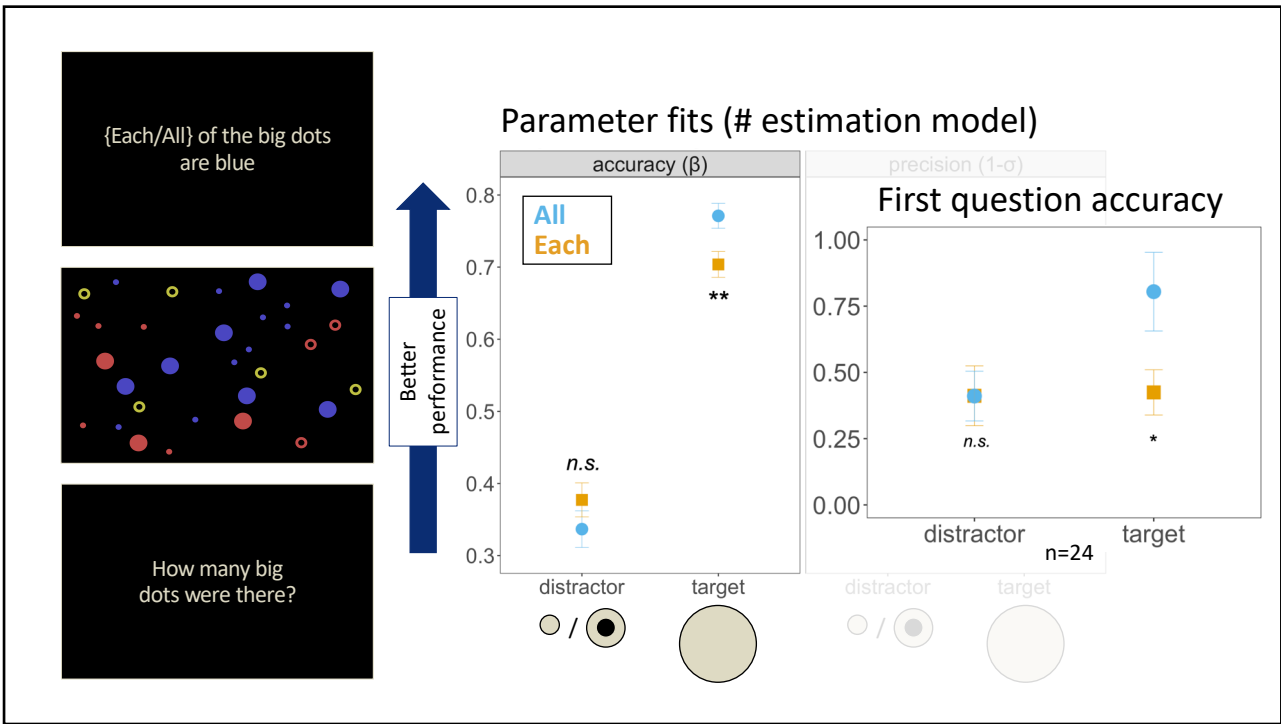 {Each/All} of the big dots
are blue
How many big
dots were there?
Better
performance
Parameter fits (# estimation model)
accuracy (β)
0.8
0.7
0.6
0.5
0.4
0.3
All
Each
n.s.
**
distractor
target
/
precision (1-σ)
First question accuracy
1.00
0.75
0.50
0.25
0.00
n.s.
*
distractor
target
n=24
distractor
target
/